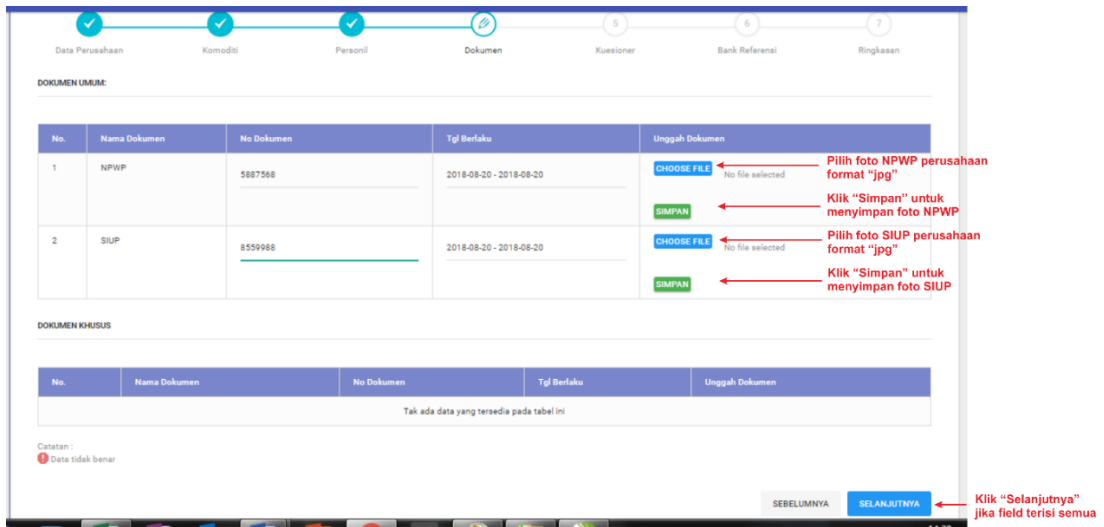 5 6 7
Data Perusahaan Komoditi Personil Dokumen Kuesioner Bank Referensi Ringkasan
DOKUMEN UMUM:
No. Nama Dokumen No Dokumen Tgl Berlaku Unggah Dokumen
1 NPWP 5887568 2018-08-20 - 2018-08-20 CHOOSE FILE No file selected
Pilih foto NPWP perusahaan
format “jpg”
SIMPAN
Klik “Simpan” untuk
menyimpan foto NPWP
2 SIUP 8559988 2018-08-20 - 2018-08-20 CHOOSE FILE No file selected
Pilih foto SIUP perusahaan
format “jpg”
SIMPAN
Klik “Simpan” untuk
menyimpan foto SIUP
DOKUMEN KHUSUS
No. Nama Dokumen No Dokumen Tgl Berlaku Unggah Dokumen
Tak ada data yang tersedia pada tabel ini
Catatan :
Data tidak benar
SEBELUMNYA SELANJUTNYA
Klik “Selanjutnya”
jika field terisi semua